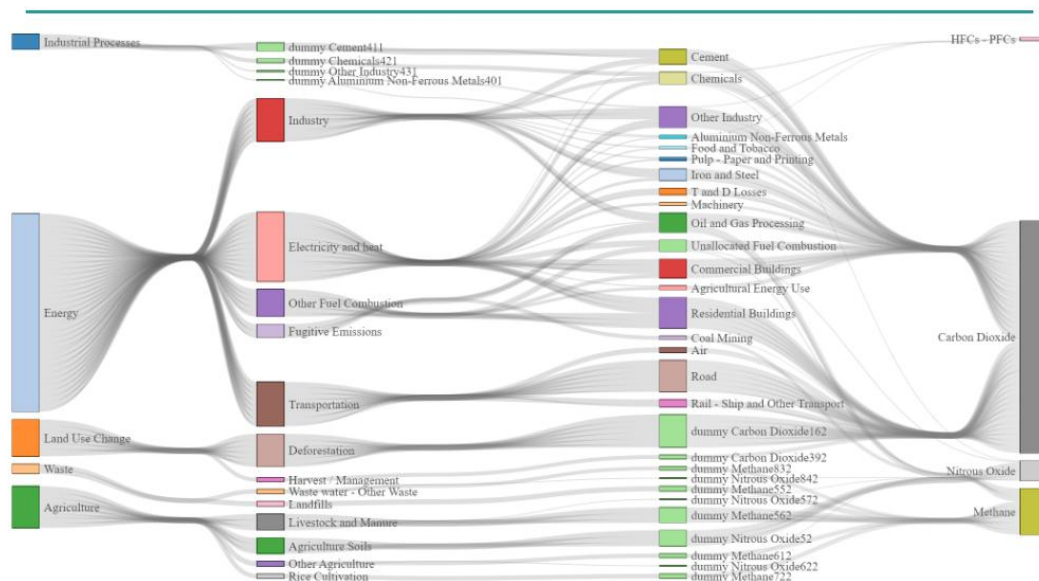 Industrial Processes
Energy
Land Use Change
Waste
Agriculture
dummy Cement411
dummy Chemicals421
dummy Other Industry431
dummy Aluminium Non-Ferrous Metals401
Industry
Electricity and heat
Other Fuel Combustion
Fugitive Emissions
Transportation
Deforestation
Harvest / Management
Waste water - Other Waste
Landfills
Livestock and Manure
Agriculture Soils
Other Agriculture
Rice Cultivation
Cement
Chemicals
Other Industry
Aluminium Non-Ferrous Metals
Food and Tobacco
Pulp - Paper and Printing
Iron and Steel
T and D Losses
Machinery
Oil and Gas Processing
Unallocated Fuel Combustion
Commercial Buildings
Agricultural Energy Use
Residential Buildings
Coal Mining
Air
Road
Rail - Ship and Other Transport
dummy Carbon Dioxide162
dummy Carbon Dioxide392
dummy Methane832
dummy Nitrous Oxide842
dummy Methane552
dummy Nitrous Oxide572
dummy Methane562
dummy Nitrous Oxide52
dummy Methane612
dummy Nitrous Oxide622
dummy Methane722
HFCs - PFCs
Carbon Dioxide
Nitrous Oxide
Methane